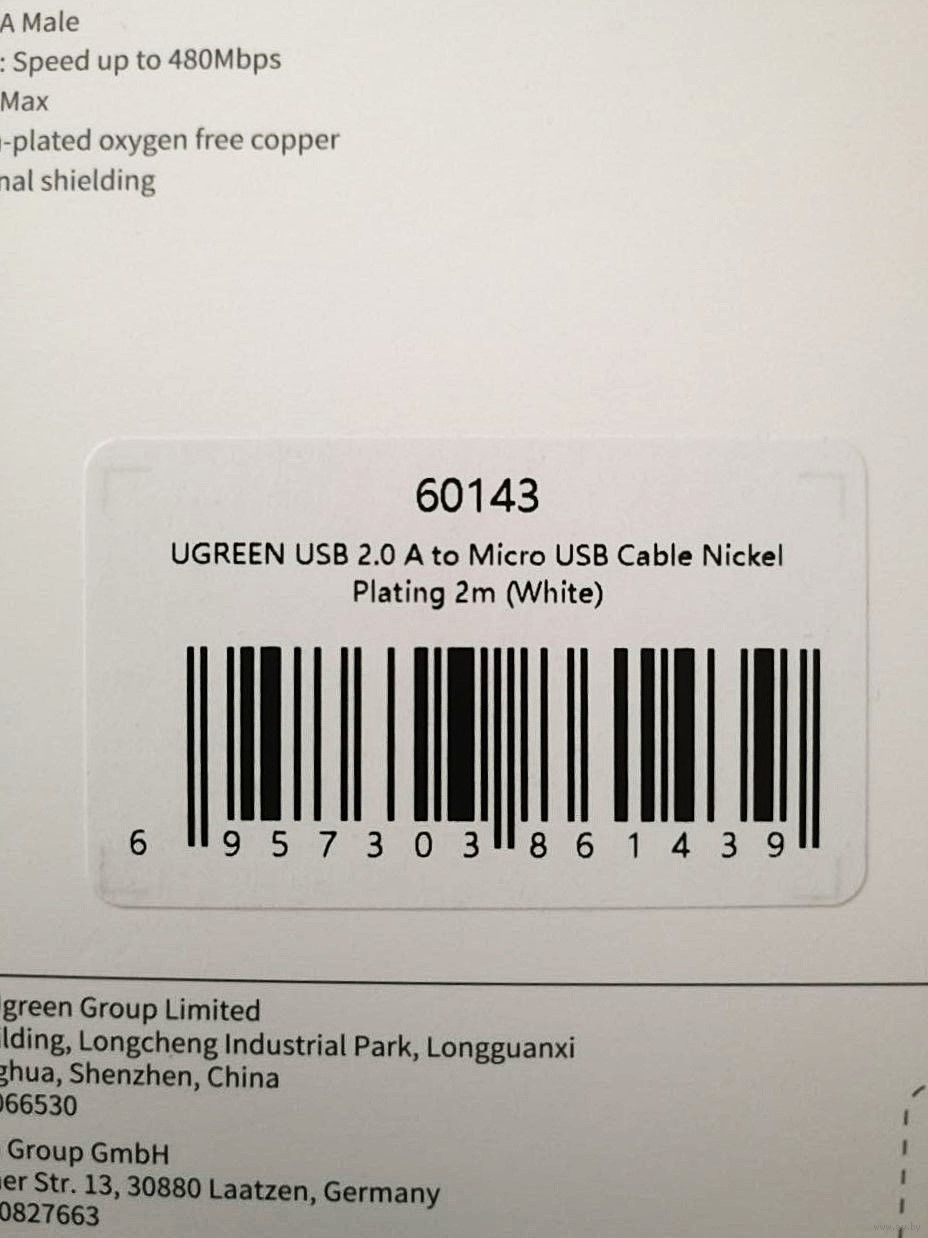 A Male
: Speed up to 480Mbps
Max
-plated oxygen free copper
nal shielding
60143
UGREEN USB 2.0 A to Micro USB Cable Nickel
Plating 2m (White)
6 957303 861439
green Group Limited
ilding, Longcheng Industrial Park, Longguanxi
ghua, Shenzhen, China
066530
Group GmbH
er Str. 13, 30880 Laatzen, Germany
0827663